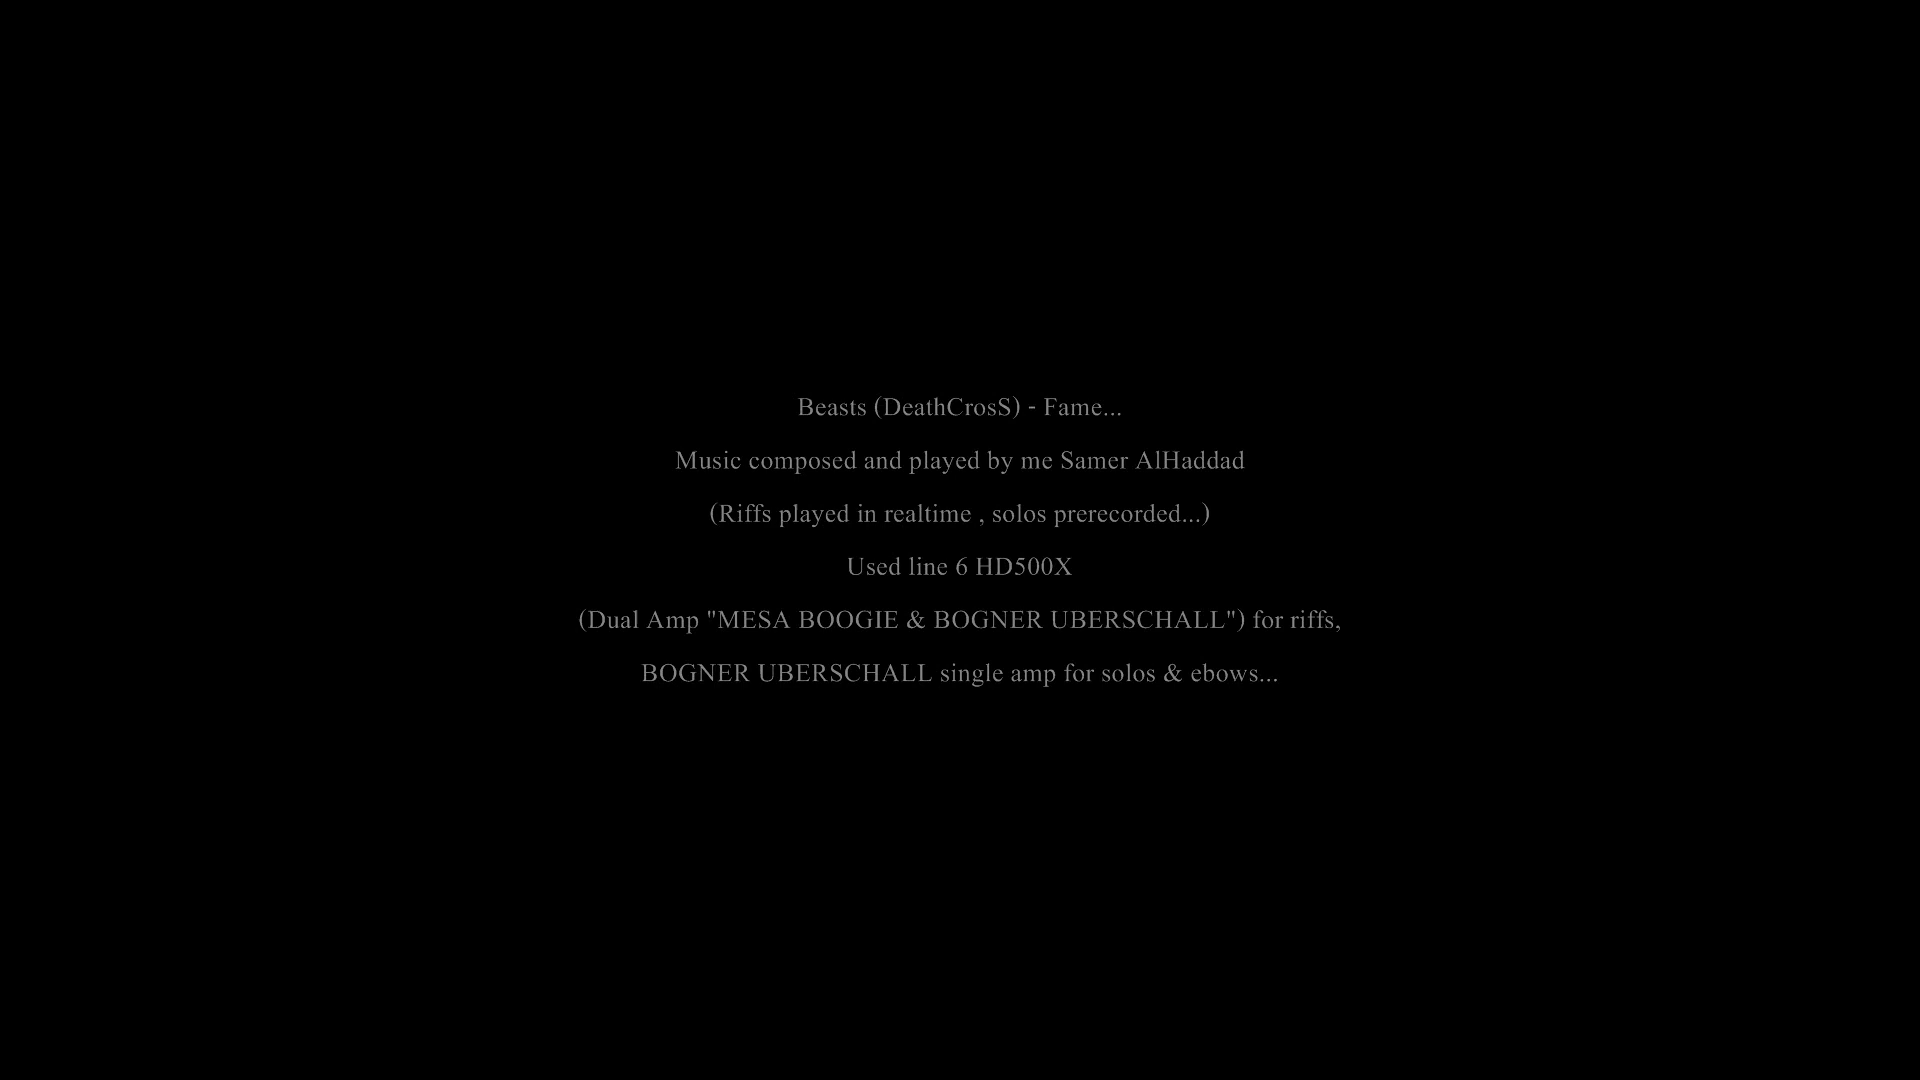 Beasts (DeathCrosS) - Fame...
Music composed and played by me Samer AlHaddad
(Riffs played in realtime , solos prerecorded...)
Used line 6 HD500X
(Dual Amp "MESA BOOGIE & BOGNER UBERSCHALL") for riffs,
BOGNER UBERSCHALL single amp for solos & ebows...